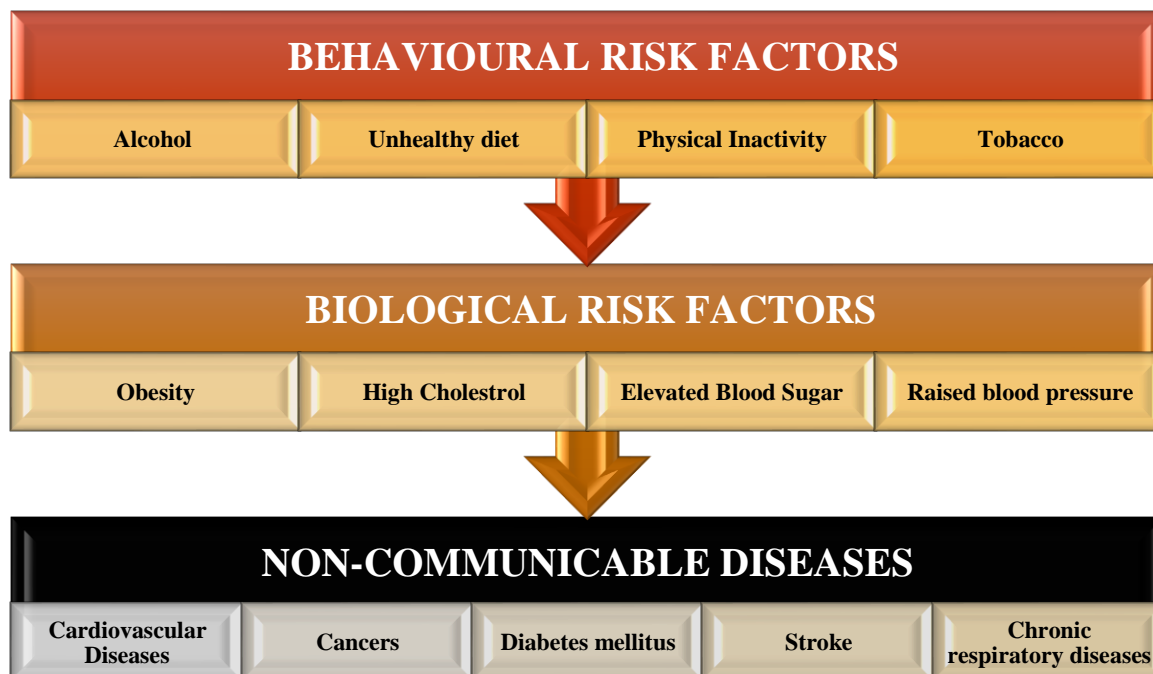 BEHAVIOURAL RISK FACTORS
Alcohol
Unhealthy diet
Physical Inactivity
Tobacco
BIOLOGICAL RISK FACTORS
Obesity
High Cholestrol
Elevated Blood Sugar
Raised blood pressure
NON-COMMUNICABLE DISEASES
Cardiovascular
Diseases
Cancers
Diabetes mellitus
Stroke
Chronic
respiratory diseases